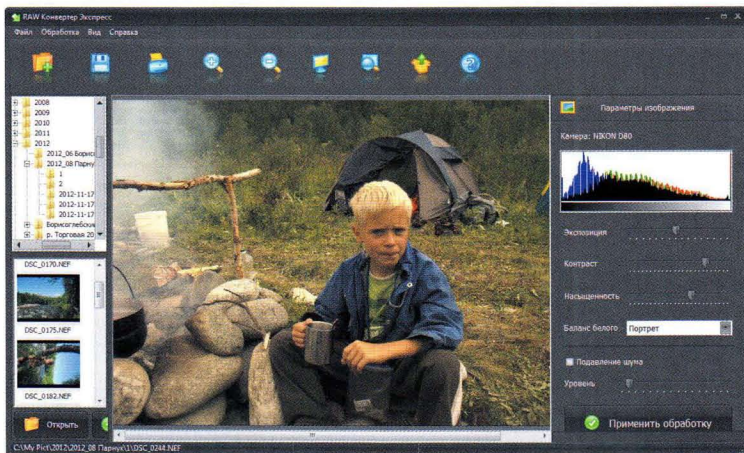 RAW Конвертер Экспресс
Файл Обработка Вид Справка
2008
2009
2010
2011
2012
2012_06 Борисо
2012_08 Парнук
1
2
2012-11-17
2012-11-17
2012-11-17
Борисоглебские
р. Торговая 20
DSC_0170.NEF
DSC_0175.NEF
DSC_0182.NEF
Открыть
Параметры изображения
Камера: NIKON D80
Экспозиция
Контраст
Насыщенность
Баланс белого Портрет
Подавление шума
Уровень
Применить обработку
C:\My Pict\2012\2012_08 Парнук\1\DSC_0244.NEF